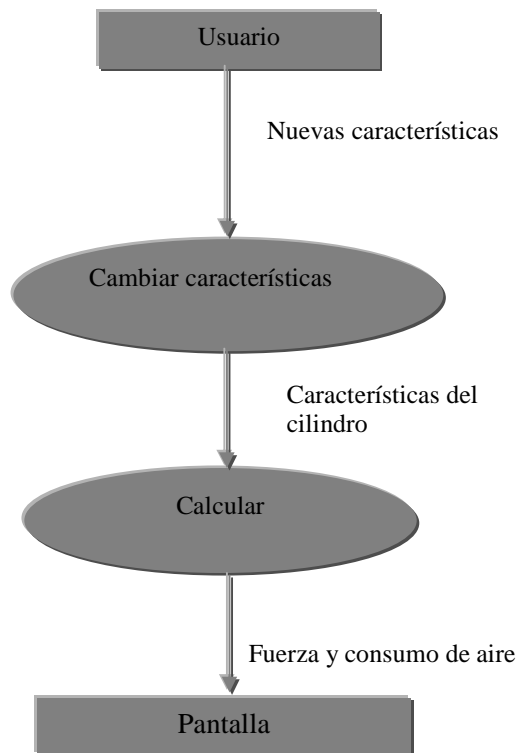 Usuario
Nuevas características
Cambiar características
Características del
cilindro
Calcular
Fuerza y consumo de aire
Pantalla